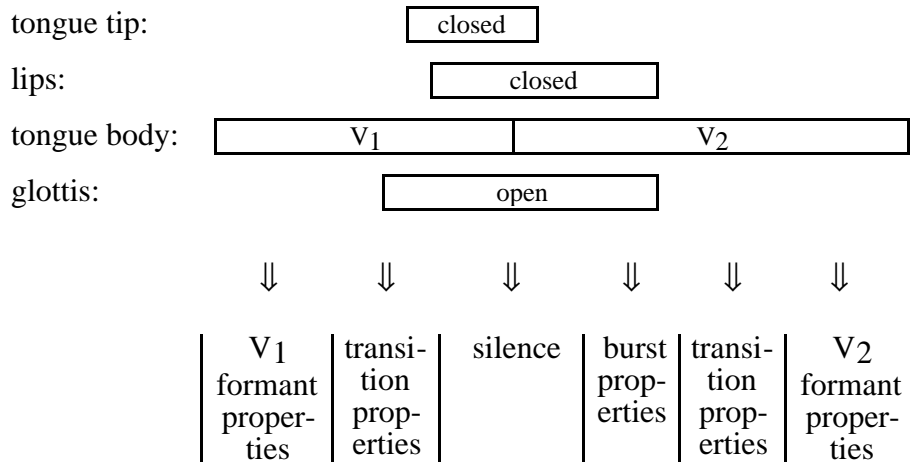 tongue tip: closed
lips: closed
tongue body: V1 V2
glottis: open
⇓ ⇓ ⇓ ⇓ ⇓ ⇓
V1 transi- silence burst transi- V2
formant tion prop- tion formant
proper- prop- erties prop- proper-
ties erties erties ties